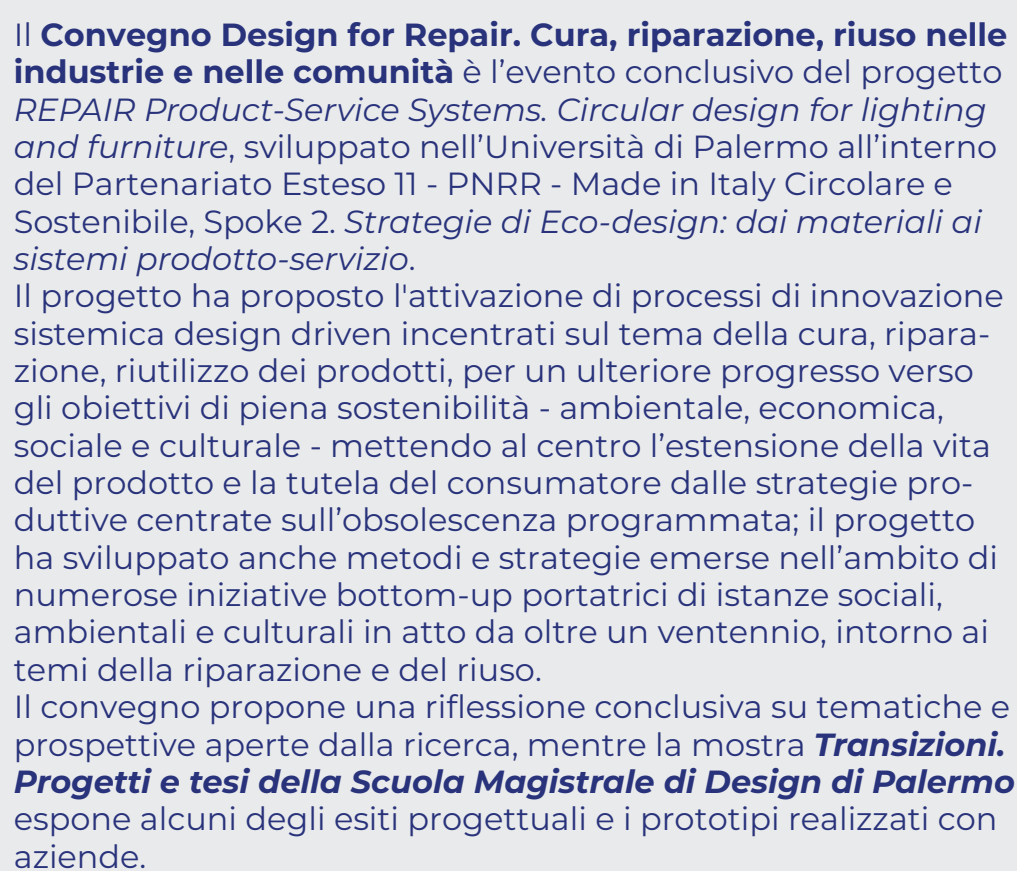 Il Convegno Design for Repair. Cura, riparazione, riuso nelle
industrie e nelle comunità è l’evento conclusivo del progetto
REPAIR Product-Service Systems. Circular design for lighting
and furniture, sviluppato nell’Università di Palermo all’interno
del Partenariato Esteso 11 - PNRR - Made in Italy Circolare e
Sostenibile, Spoke 2. Strategie di Eco-design: dai materiali ai
sistemi prodotto-servizio.
Il progetto ha proposto l'attivazione di processi di innovazione
sistemica design driven incentrati sul tema della cura, ripara-
zione, riutilizzo dei prodotti, per un ulteriore progresso verso
gli obiettivi di piena sostenibilità - ambientale, economica,
sociale e culturale - mettendo al centro l’estensione della vita
del prodotto e la tutela del consumatore dalle strategie pro-
duttive centrate sull’obsolescenza programmata; il progetto
ha sviluppato anche metodi e strategie emerse nell’ambito di
numerose iniziative bottom-up portatrici di istanze sociali,
ambientali e culturali in atto da oltre un ventennio, intorno ai
temi della riparazione e del riuso.
Il convegno propone una riflessione conclusiva su tematiche e
prospettive aperte dalla ricerca, mentre la mostra Transizioni.
Progetti e tesi della Scuola Magistrale di Design di Palermo
espone alcuni degli esiti progettuali e i prototipi realizzati con
aziende.